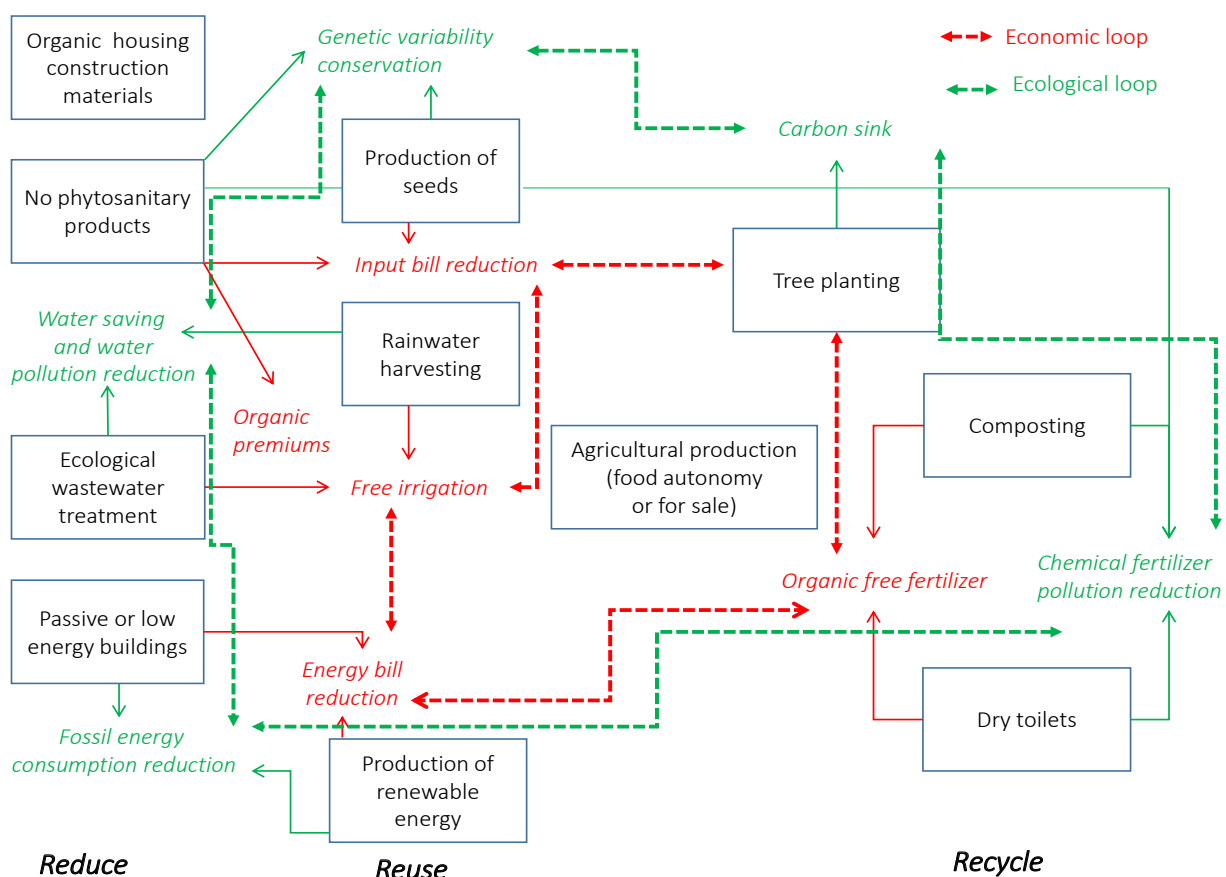 Organic housing
construction
materials
Genetic variability
conservation
Economic loop
Ecological loop
Carbon sink
No phytosanitary
products
Production of
seeds
Input bill reduction
Tree planting
Water saving
and water
pollution reduction
Rainwater
harvesting
Organic
premiums
Composting
Ecological
wastewater
treatment
Free irrigation
Agricultural production
(food autonomy
or for sale)
Organic free fertilizer
Chemical fertilizer
pollution reduction
Passive or low
energy buildings
Energy bill
reduction
Dry toilets
Fossil energy
consumption reduction
Production of
renewable
energy
Reduce
Reuse
Recycle